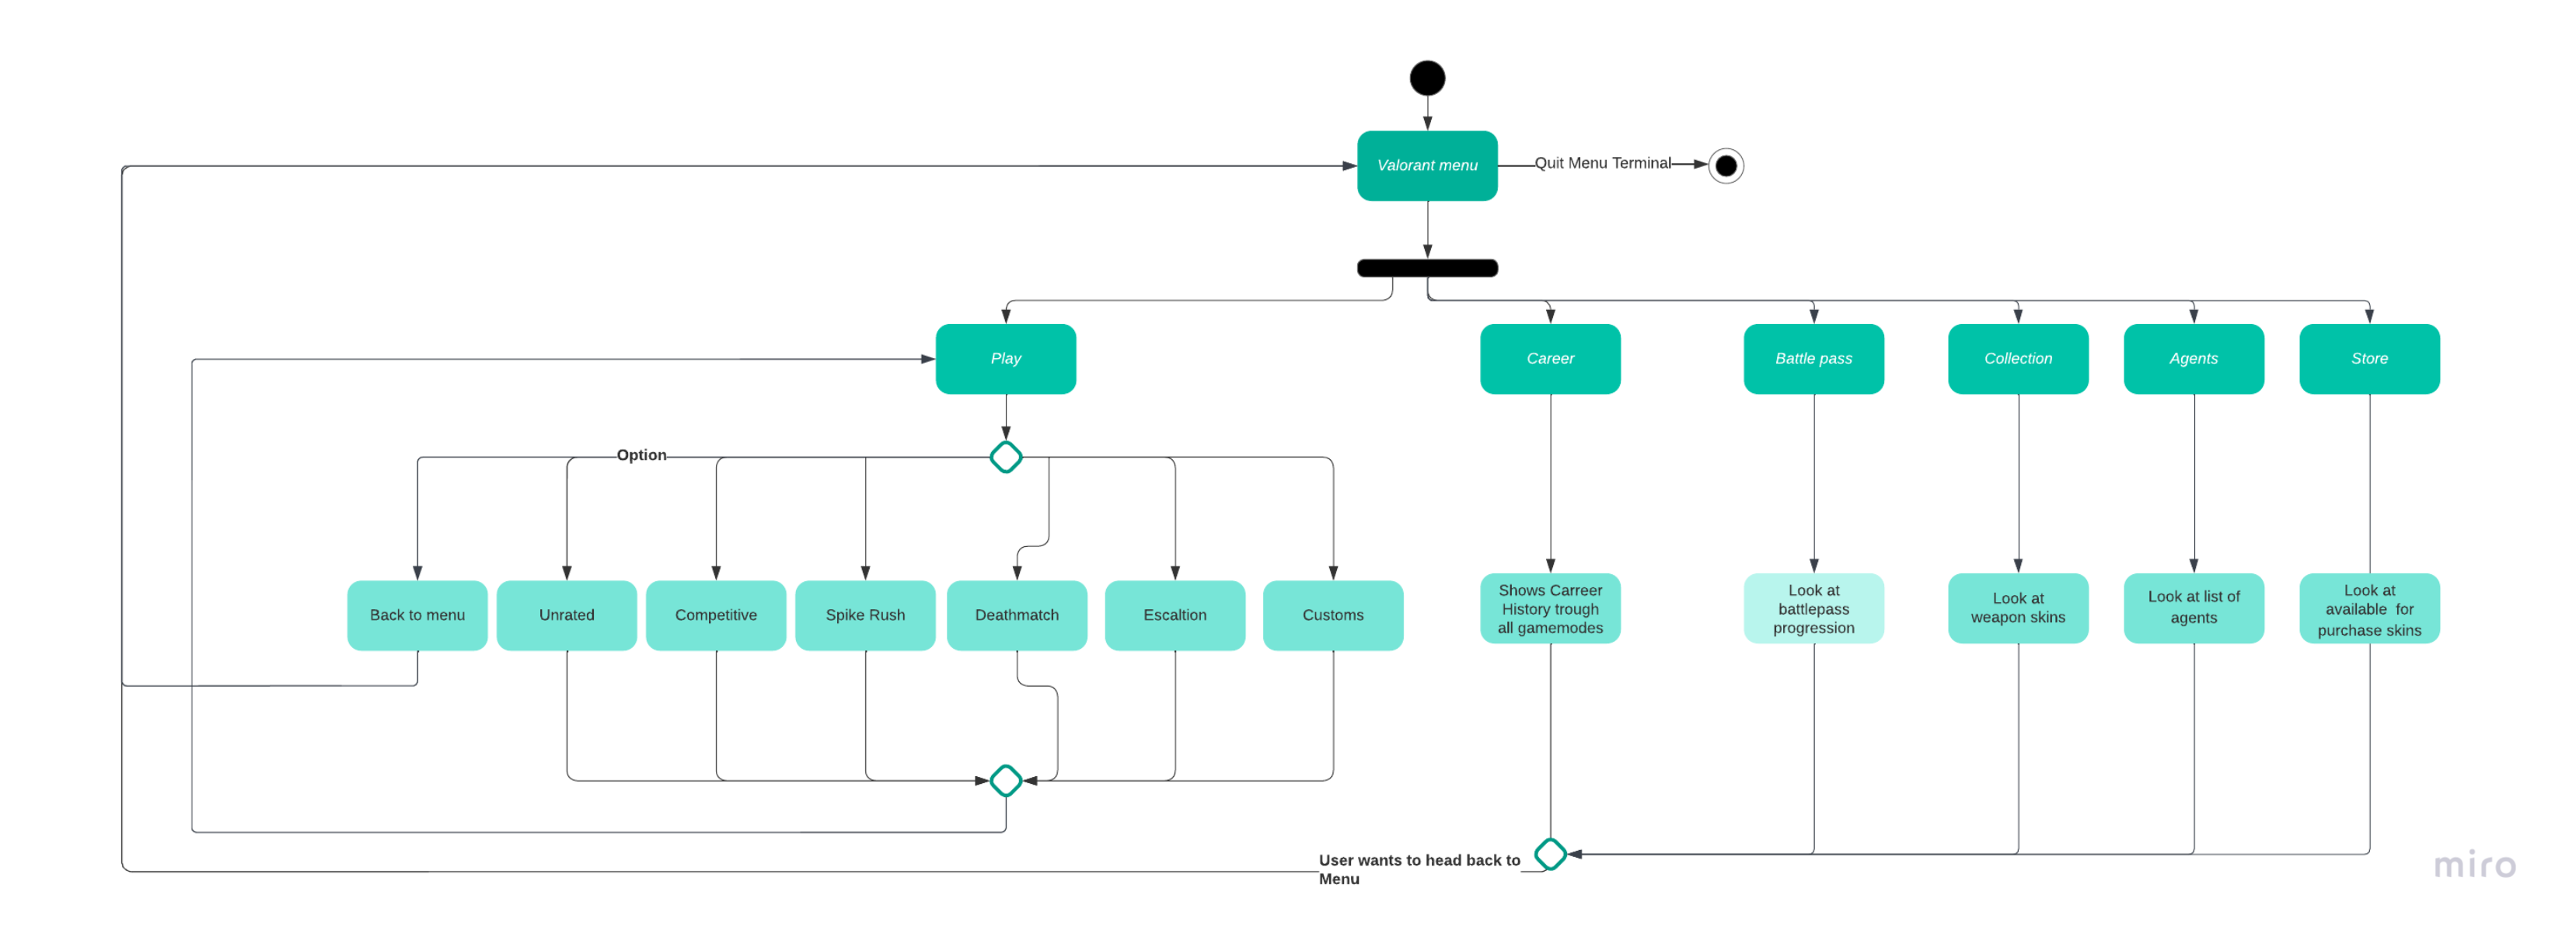 Valorant menu
Quit Menu Terminal
Play
Career
Battle pass
Collection
Agents
Store
Option
Back to menu
Unrated
Competitive
Spike Rush
Deathmatch
Escaltion
Customs
Shows Carreer
History trough
all gamemodes
Look at
battlepass
progression
Look at
weapon skins
Look at list of
agents
Look at
available for
purchase skins
User wants to head back to
Menu
miro